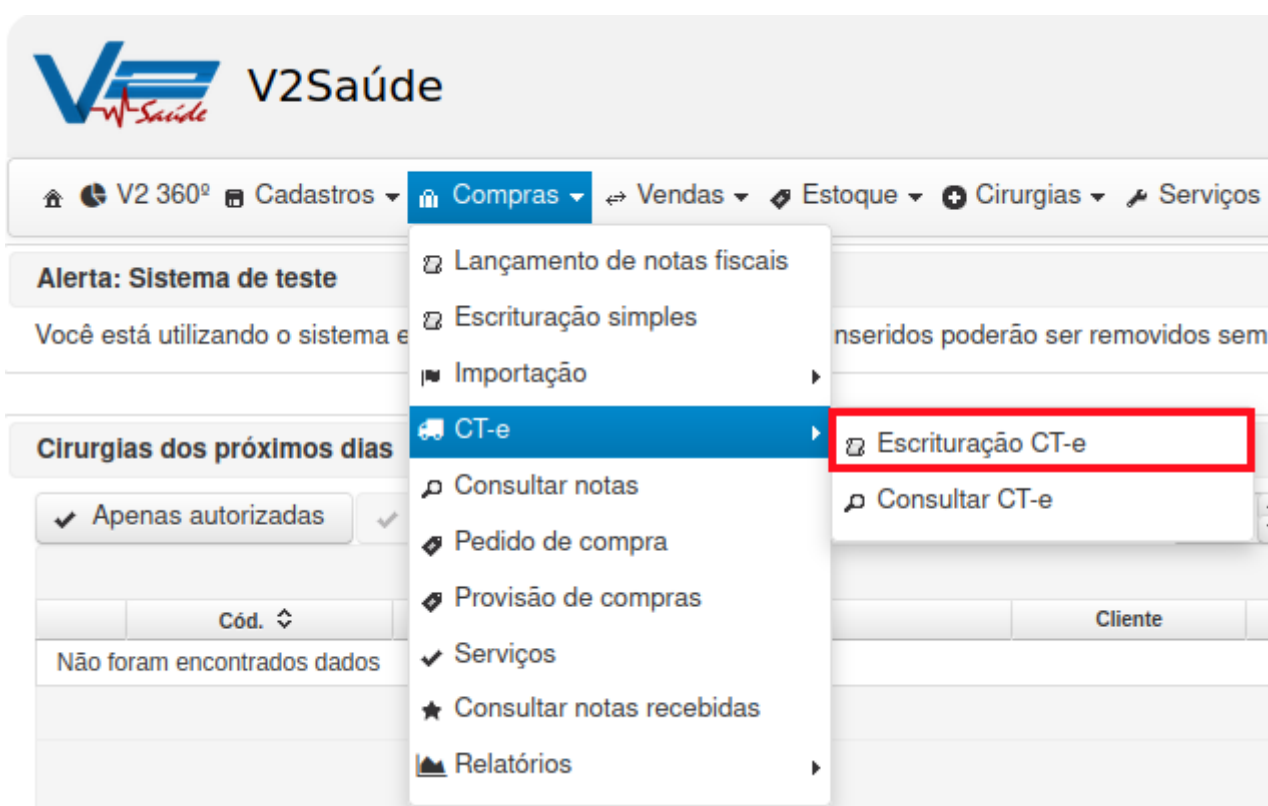 V2 Saúde
V2Saúde
V2 360º Cadastros Compras Vendas Estoque Cirurgias Serviços
Lançamento de notas fiscais
Alerta: Sistema de teste
Escrituração simples
Você está utilizando o sistema nseridos poderão ser removidos sem
Importação
CT-e
Escrituração CT-e
Cirurgias dos próximos dias
Consultar notas
Consultar CT-e
Apenas autorizadas
Pedido de compra
Provisão de compras
Cód. Cliente
Serviços
Não foram encontrados dados
Consultar notas recebidas
Relatórios